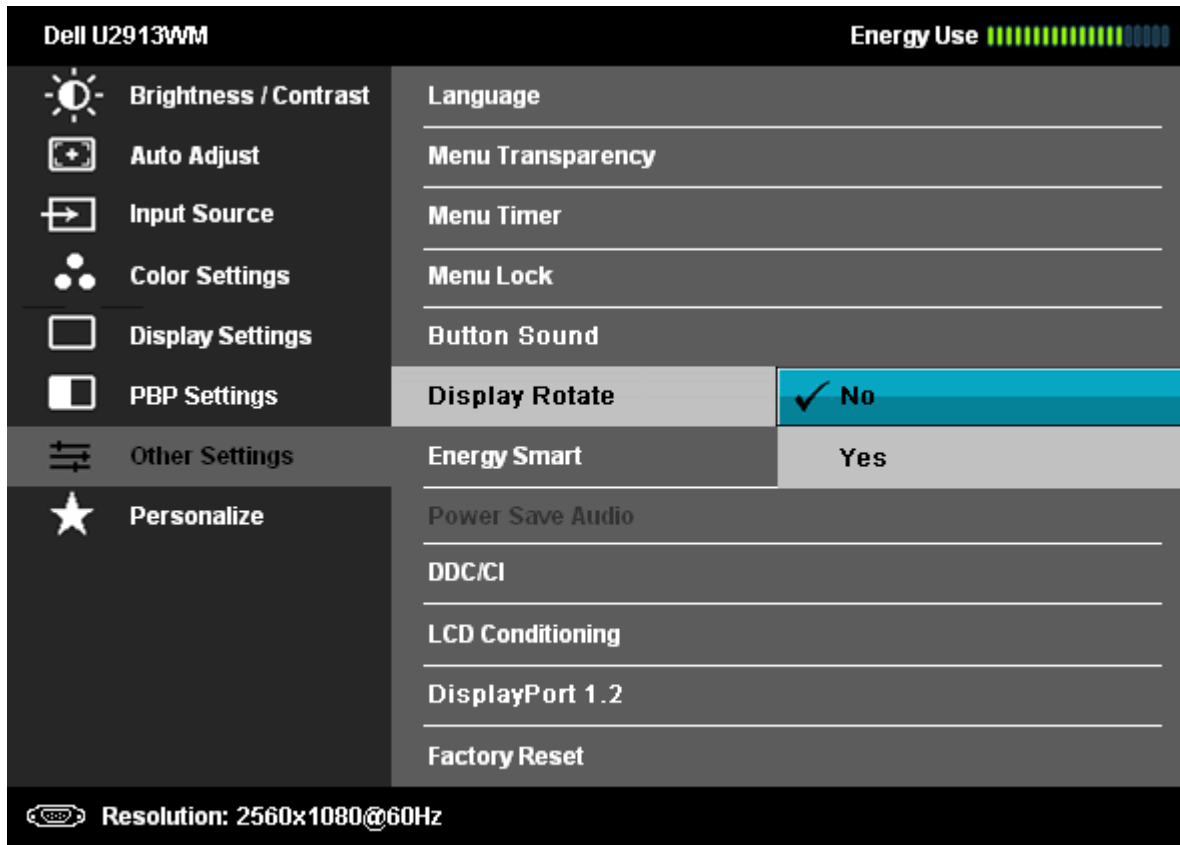 Dell U2913WM
Energy Use
Brightness / Contrast
Auto Adjust
Input Source
Color Settings
Display Settings
PBP Settings
Other Settings
Personalize
Language
Menu Transparency
Menu Timer
Menu Lock
Button Sound
Display Rotate
No
Energy Smart
Yes
Power Save Audio
DDC/CI
LCD Conditioning
DisplayPort 1.2
Factory Reset
Resolution: 2560x1080@60Hz